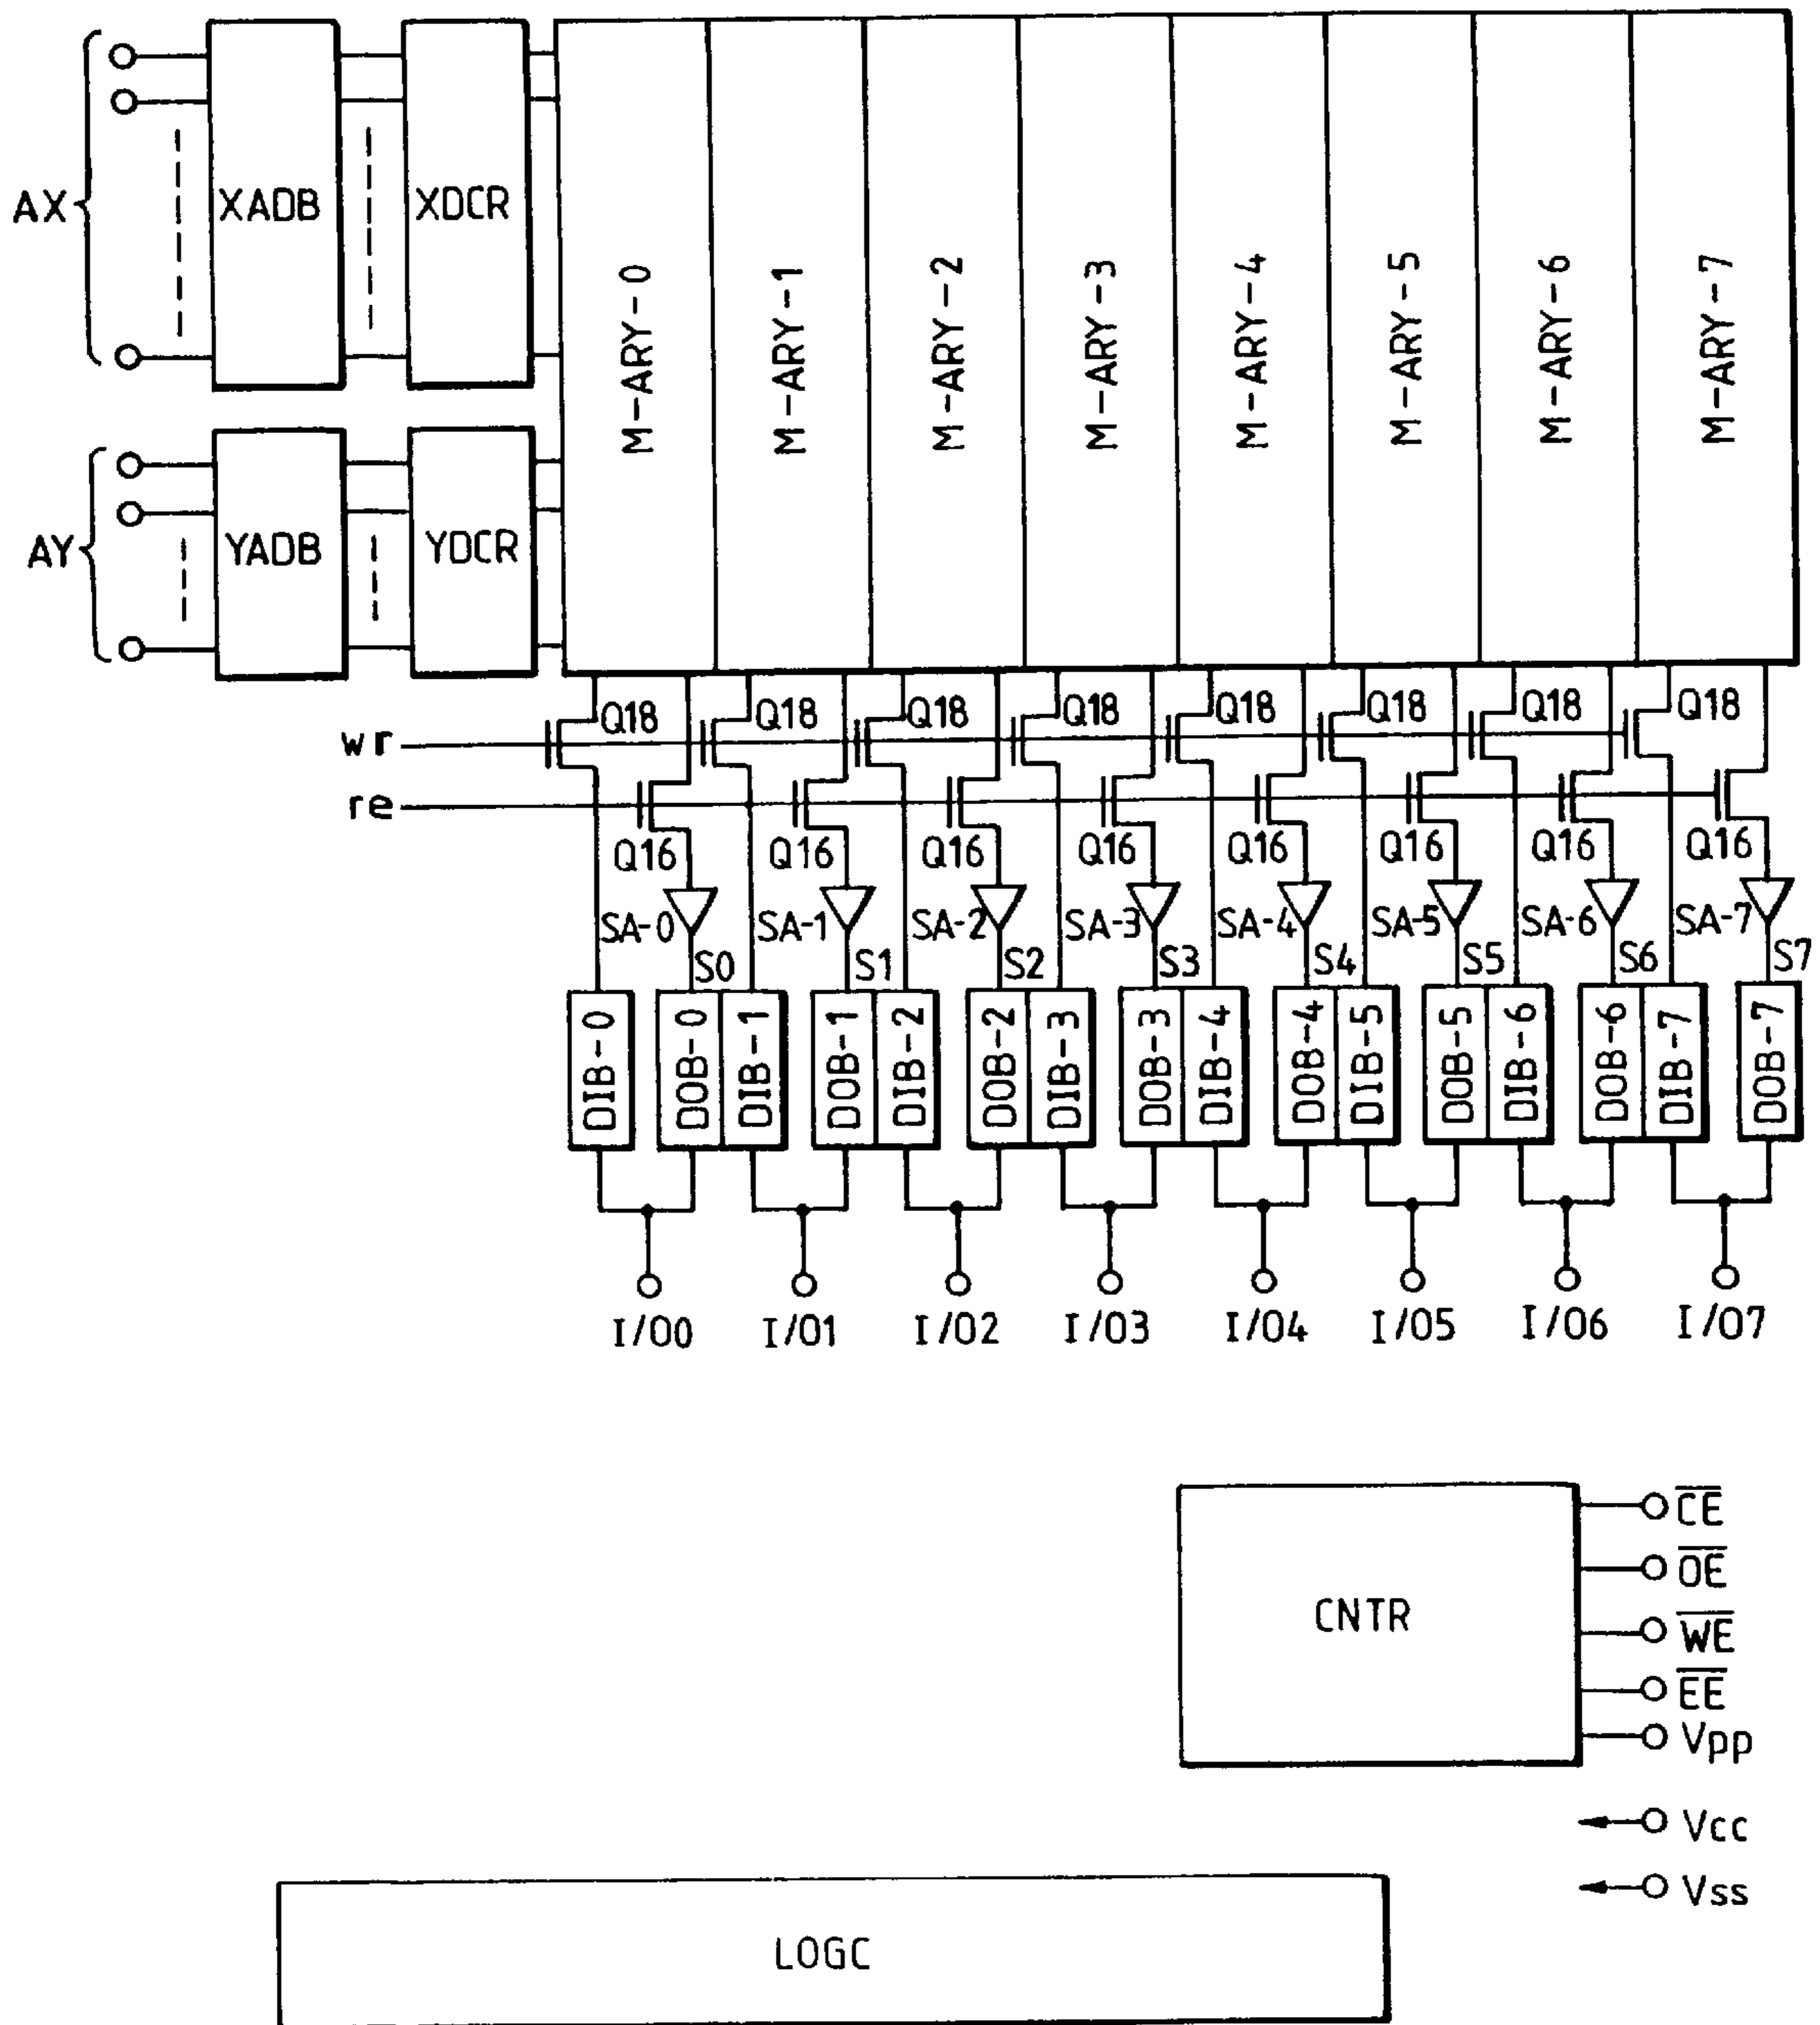 AX
XADB
XDCR
M-ARY-0
M-ARY-1
M-ARY-2
M-ARY-3
M-ARY-4
M-ARY-5
M-ARY-6
M-ARY-7
AY
YADB
YDCR
Q18 Q18 Q18 Q18 Q18 Q18 Q18 Q18
wr
re
Q16 Q16 Q16 Q16 Q16 Q16 Q16 Q16
SA-0 SA-1 SA-2 SA-3 SA-4 SA-5 SA-6 SA-7
S0 S1 S2 S3 S4 S5 S6 S7
DIB-0
DOB-0
DIB-1
DOB-1
DIB-2
DOB-2
DIB-3
DOB-3
DIB-4
DOB-4
DIB-5
DOB-5
DIB-6
DOB-6
DIB-7
DOB-7
I/O0 I/O1 I/O2 I/O3 I/O4 I/O5 I/O6 I/O7
CNTR
C̅E̅
O̅E̅
W̅E̅
E̅E̅
Vpp
Vcc
Vss
LOGC